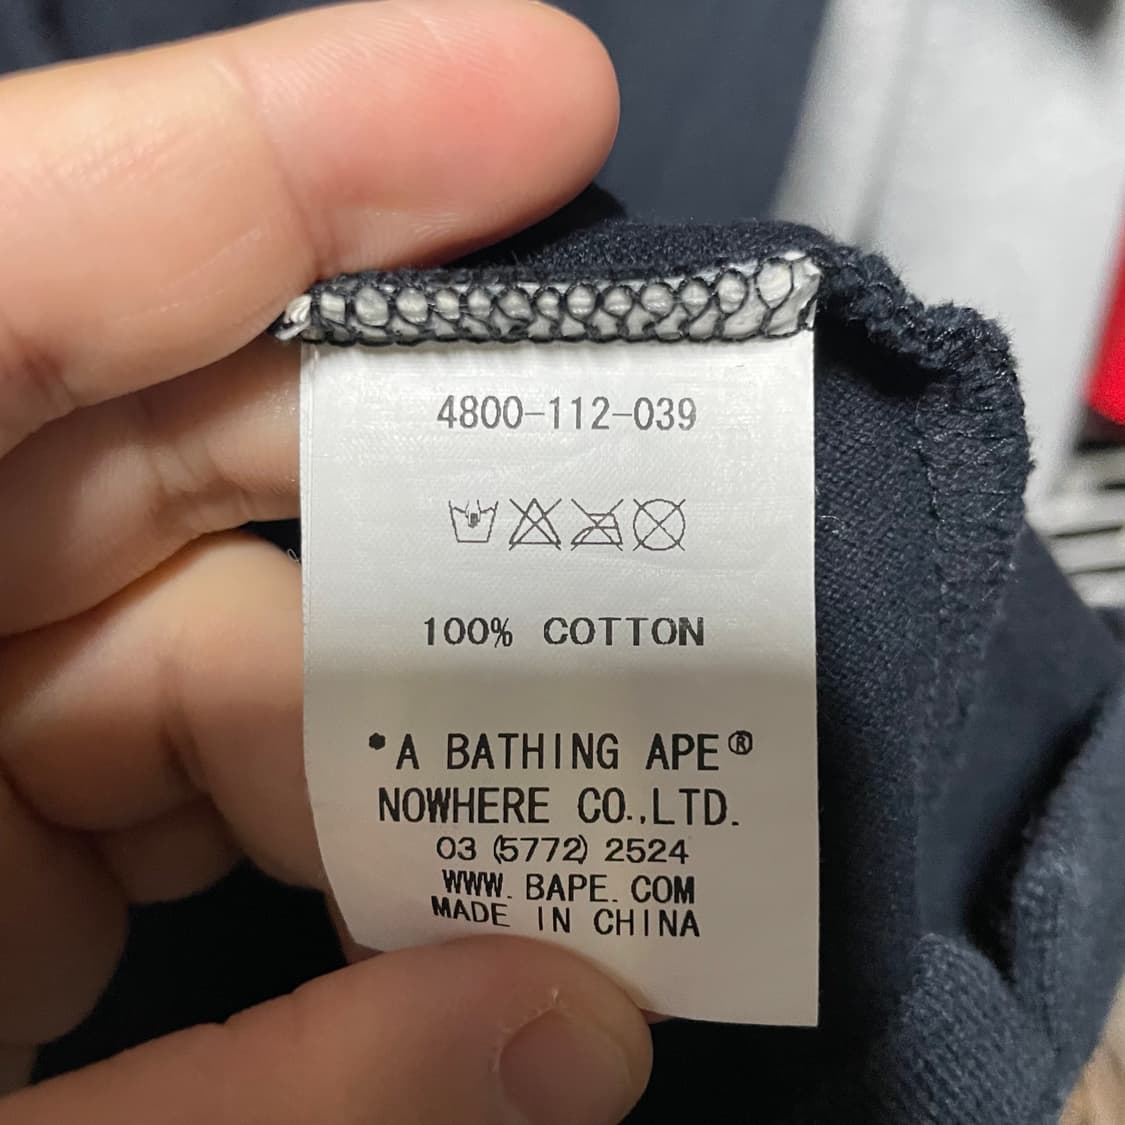 4800-112-039
100% COTTON
*A BATHING APE®
NOWHERE CO.,LTD.
03 (5772) 2524
WWW. BAPE. COM
MADE IN CHINA